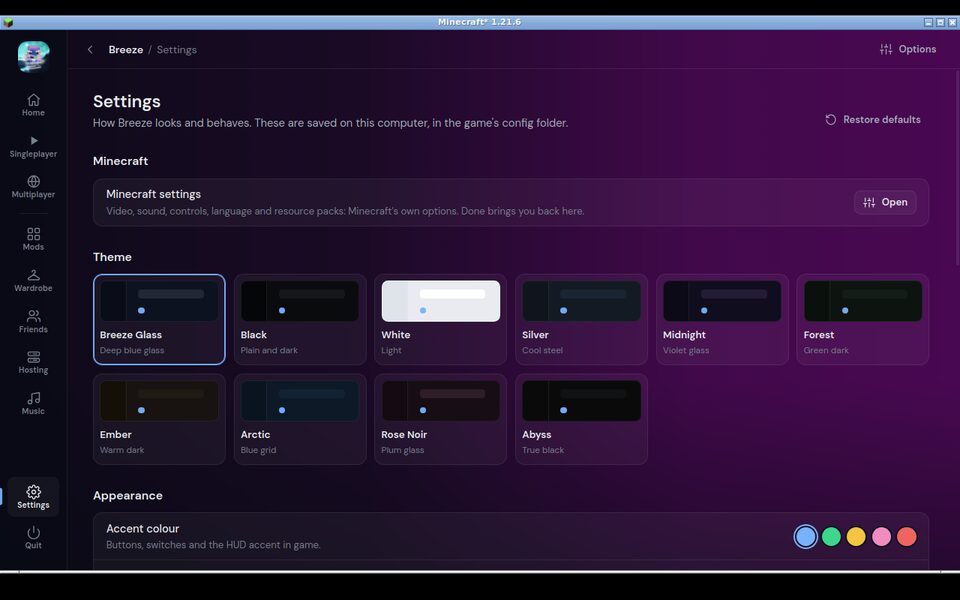 Minecraft* 1.21.6
Breeze / Settings
Options
Home
Singleplayer
Multiplayer
Mods
Wardrobe
Friends
Hosting
Music
Settings
Quit
Settings
How Breeze looks and behaves. These are saved on this computer, in the game's config folder.
Restore defaults
Minecraft
Minecraft settings
Video, sound, controls, language and resource packs: Minecraft's own options. Done brings you back here.
Open
Theme
Breeze Glass
Deep blue glass
Black
Plain and dark
White
Light
Silver
Cool steel
Midnight
Violet glass
Forest
Green dark
Ember
Warm dark
Arctic
Blue grid
Rose Noir
Plum glass
Abyss
True black
Appearance
Accent colour
Buttons, switches and the HUD accent in game.